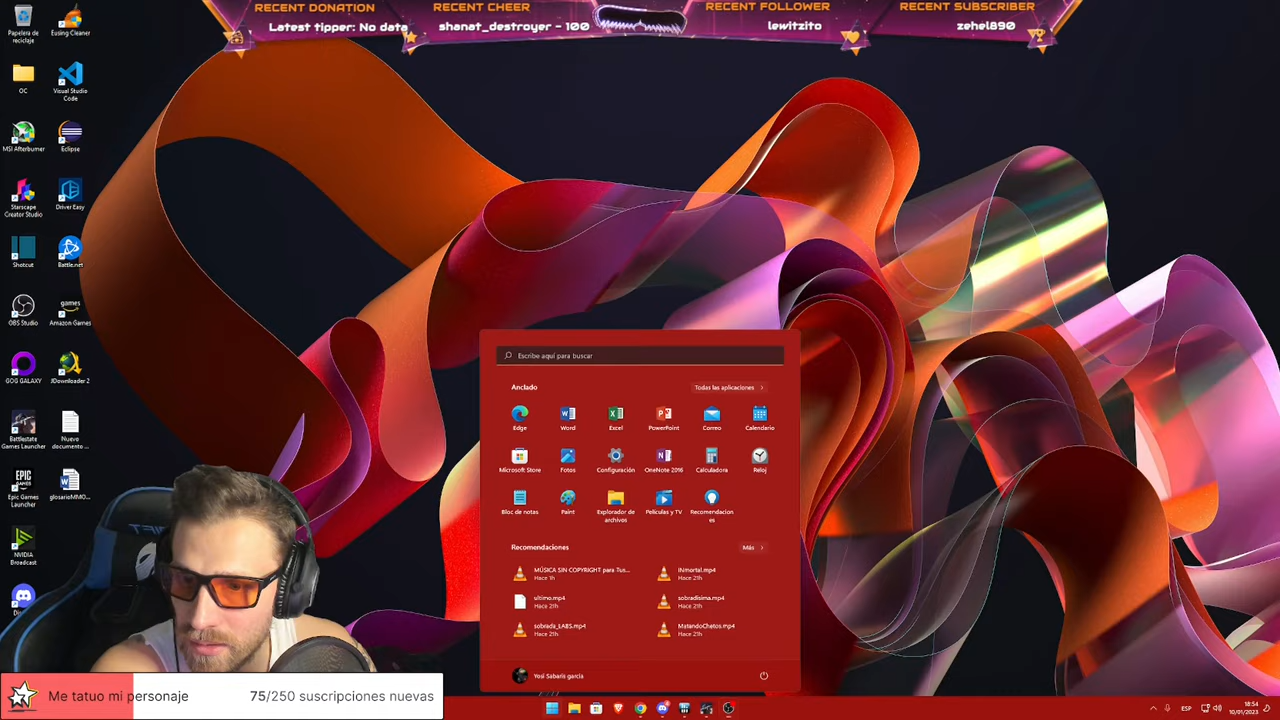 RECENT DONATION
Latest tipper: No data
RECENT CHEER
shanat_destroyer - 100
RECENT FOLLOWER
lewitzito
RECENT SUBSCRIBER
zehel890
Papelera de
reciclaje
Eusing Cleaner
OC
Visual Studio
Code
MSI Afterburner
Eclipse
Starscape
Creator Studio
Driver Easy
Shotcut
Battle.net
OBS Studio
games
Amazon Games
GOG GALAXY
JDownloader 2
Battlestate
Games Launcher
Nuevo
documento ...
Epic Games
Launcher
glosarioMMO...
NVIDIA
Broadcast
Escribe aquí para buscar
Anclado
Todas las aplicaciones
Edge
Word
Excel
PowerPoint
Correo
Calendario
Microsoft Store
Fotos
Configuración
OneNote 2016
Calculadora
Reloj
Bloc de notas
Paint
Explorador de
archivos
Películas y TV
Recomendacion
es
Recomendaciones
Más
MÚSICA SIN COPYRIGHT para Tus...
Hace 1h
INmortal.mp4
Hace 21h
ultimo.mp4
Hace 21h
sobradisima.mp4
Hace 21h
sobrada_LABS.mp4
Hace 21h
MatandoChetos.mp4
Hace 21h
Yosi Sabaris garcía
Me tatuo mi personaje
75/250 suscripciones nuevas
ESP
18:54
10/01/2023